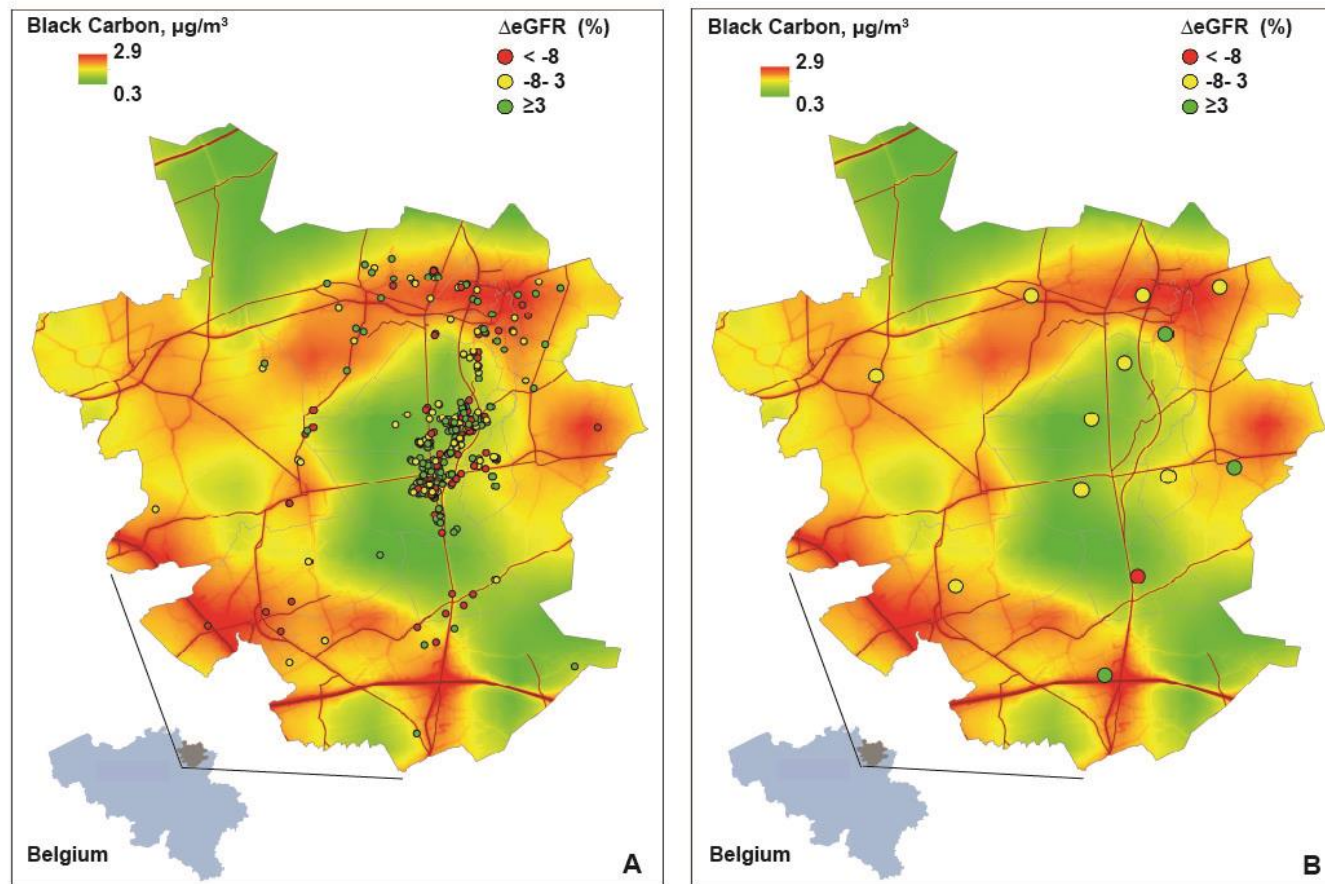 Black Carbon, µg/m³
2.9
0.3
ΔeGFR (%)
< -8
-8- 3
≥3
Belgium
A
Black Carbon, µg/m³
2.9
0.3
ΔeGFR (%)
< -8
-8- 3
≥3
Belgium
B